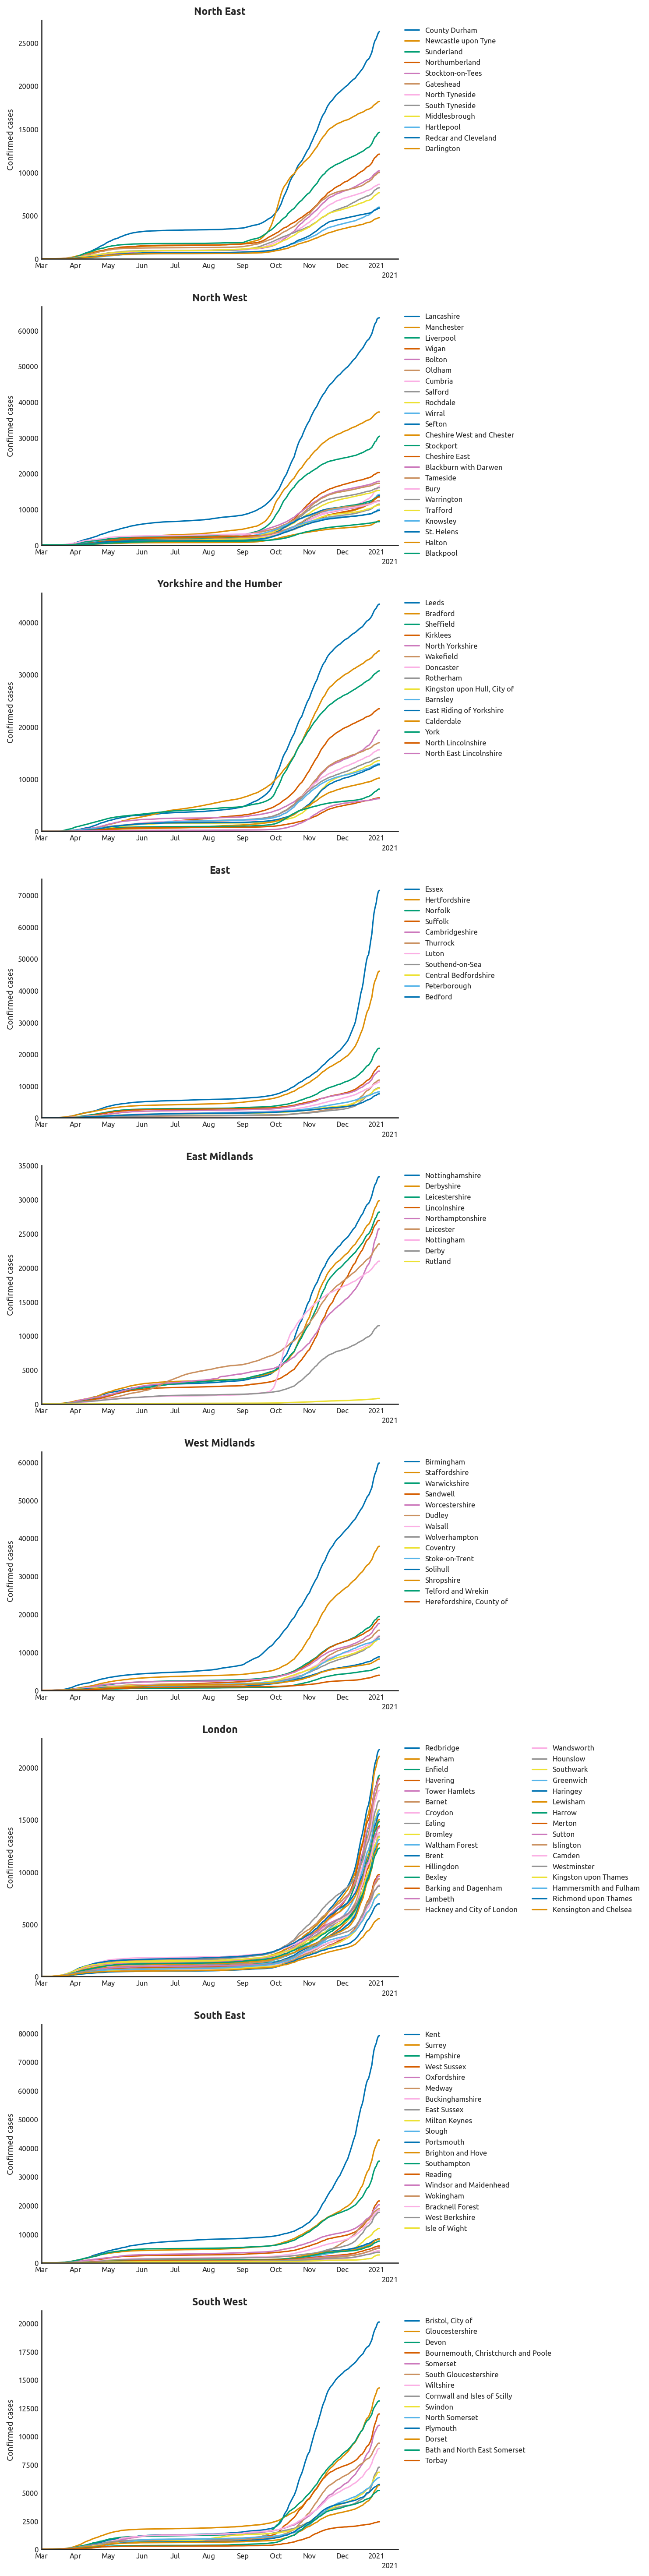 North East
Confirmed cases
25000
20000
15000
10000
5000
0
Mar Apr May Jun Jul Aug Sep Oct Nov Dec 2021
2021
County Durham
Newcastle upon Tyne
Sunderland
Northumberland
Stockton-on-Tees
Gateshead
North Tyneside
South Tyneside
Middlesbrough
Hartlepool
Redcar and Cleveland
Darlington
North West
Confirmed cases
60000
50000
40000
30000
20000
10000
0
Mar Apr May Jun Jul Aug Sep Oct Nov Dec 2021
2021
Lancashire
Manchester
Liverpool
Wigan
Bolton
Oldham
Cumbria
Salford
Rochdale
Wirral
Sefton
Cheshire West and Chester
Stockport
Cheshire East
Blackburn with Darwen
Tameside
Bury
Warrington
Trafford
Knowsley
St. Helens
Halton
Blackpool
Yorkshire and the Humber
Confirmed cases
40000
30000
20000
10000
0
Mar Apr May Jun Jul Aug Sep Oct Nov Dec 2021
2021
Leeds
Bradford
Sheffield
Kirklees
North Yorkshire
Wakefield
Doncaster
Rotherham
Kingston upon Hull, City of
Barnsley
East Riding of Yorkshire
Calderdale
York
North Lincolnshire
North East Lincolnshire
East
Confirmed cases
70000
60000
50000
40000
30000
20000
10000
0
Mar Apr May Jun Jul Aug Sep Oct Nov Dec 2021
2021
Essex
Hertfordshire
Norfolk
Suffolk
Cambridgeshire
Thurrock
Luton
Southend-on-Sea
Central Bedfordshire
Peterborough
Bedford
East Midlands
Confirmed cases
35000
30000
25000
20000
15000
10000
5000
0
Mar Apr May Jun Jul Aug Sep Oct Nov Dec 2021
2021
Nottinghamshire
Derbyshire
Leicestershire
Lincolnshire
Northamptonshire
Leicester
Nottingham
Derby
Rutland
West Midlands
Confirmed cases
60000
50000
40000
30000
20000
10000
0
Mar Apr May Jun Jul Aug Sep Oct Nov Dec 2021
2021
Birmingham
Staffordshire
Warwickshire
Sandwell
Worcestershire
Dudley
Walsall
Wolverhampton
Coventry
Stoke-on-Trent
Solihull
Shropshire
Telford and Wrekin
Herefordshire, County of
London
Confirmed cases
20000
15000
10000
5000
0
Mar Apr May Jun Jul Aug Sep Oct Nov Dec 2021
2021
Redbridge
Newham
Enfield
Havering
Tower Hamlets
Barnet
Croydon
Ealing
Bromley
Waltham Forest
Brent
Hillingdon
Bexley
Barking and Dagenham
Lambeth
Hackney and City of London
Wandsworth
Hounslow
Southwark
Greenwich
Haringey
Lewisham
Harrow
Merton
Sutton
Islington
Camden
Westminster
Kingston upon Thames
Hammersmith and Fulham
Richmond upon Thames
Kensington and Chelsea
South East
Confirmed cases
80000
70000
60000
50000
40000
30000
20000
10000
0
Mar Apr May Jun Jul Aug Sep Oct Nov Dec 2021
2021
Kent
Surrey
Hampshire
West Sussex
Oxfordshire
Medway
Buckinghamshire
East Sussex
Milton Keynes
Slough
Portsmouth
Brighton and Hove
Southampton
Reading
Windsor and Maidenhead
Wokingham
Bracknell Forest
West Berkshire
Isle of Wight
South West
Confirmed cases
20000
17500
15000
12500
10000
7500
5000
2500
0
Mar Apr May Jun Jul Aug Sep Oct Nov Dec 2021
2021
Bristol, City of
Gloucestershire
Devon
Bournemouth, Christchurch and Poole
Somerset
South Gloucestershire
Wiltshire
Cornwall and Isles of Scilly
Swindon
North Somerset
Plymouth
Dorset
Bath and North East Somerset
Torbay